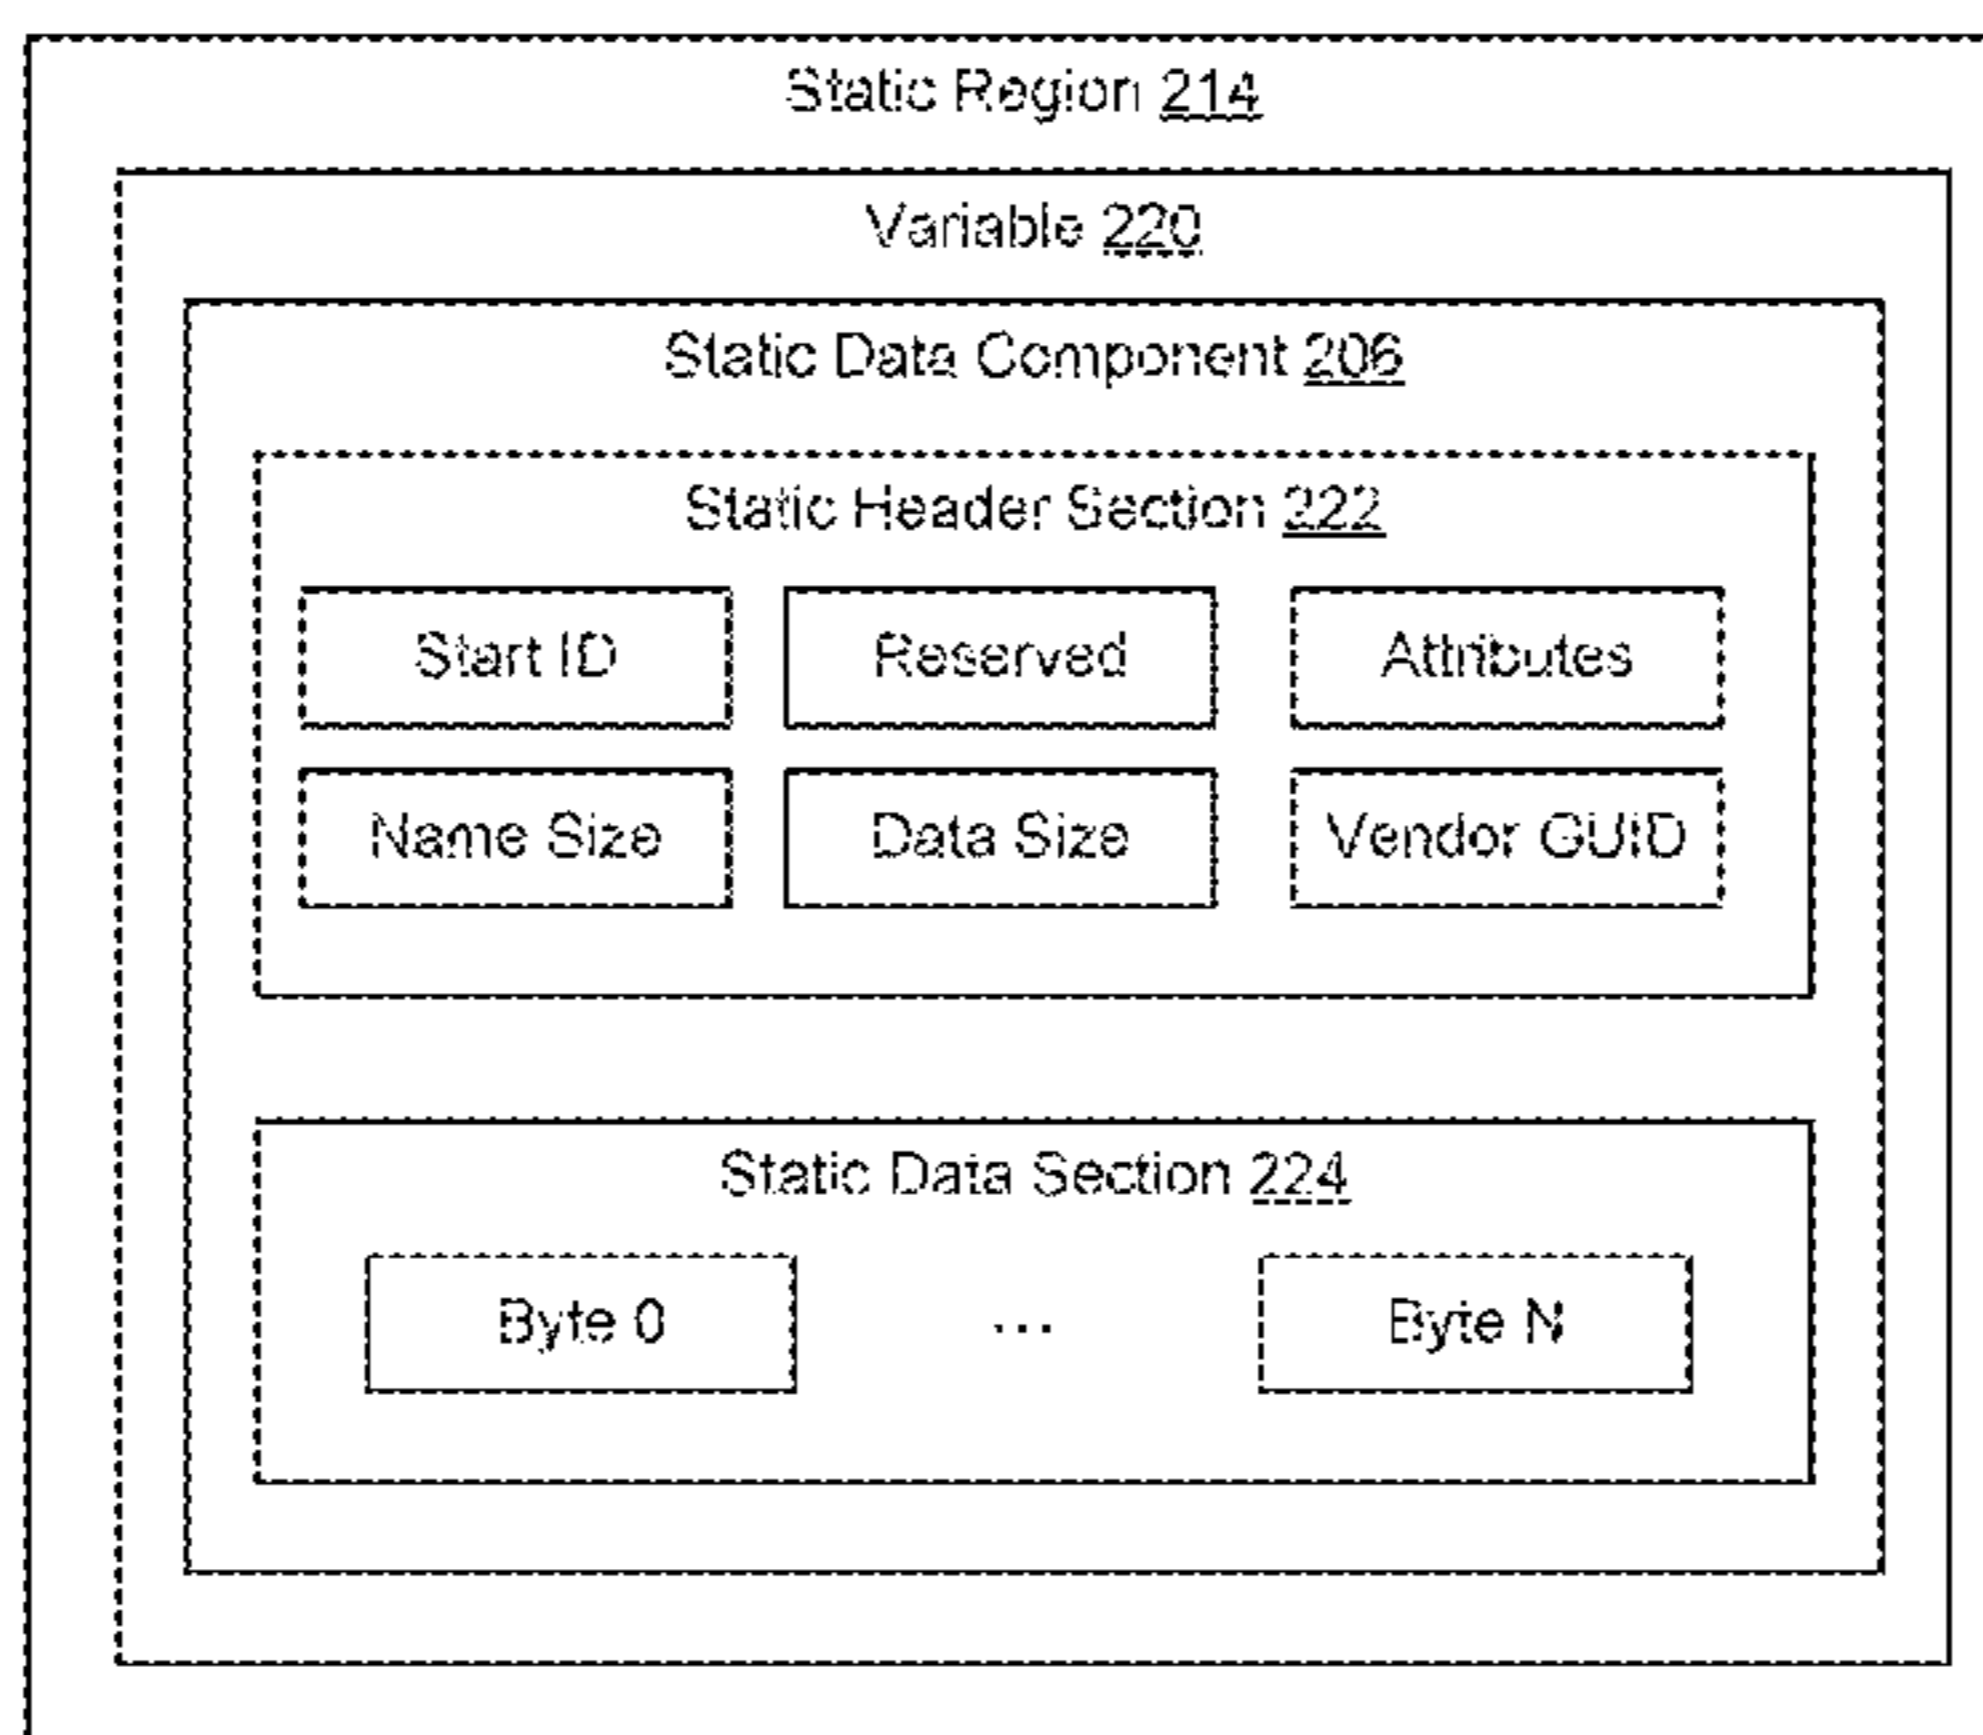 Static Region 214
Variable 220
Static Data Component 206
Static Header Section 222
Start ID Reserved Attributes
Name Size Data Size Vendor GUID
Static Data Section 224
Byte 0 ... Byte N